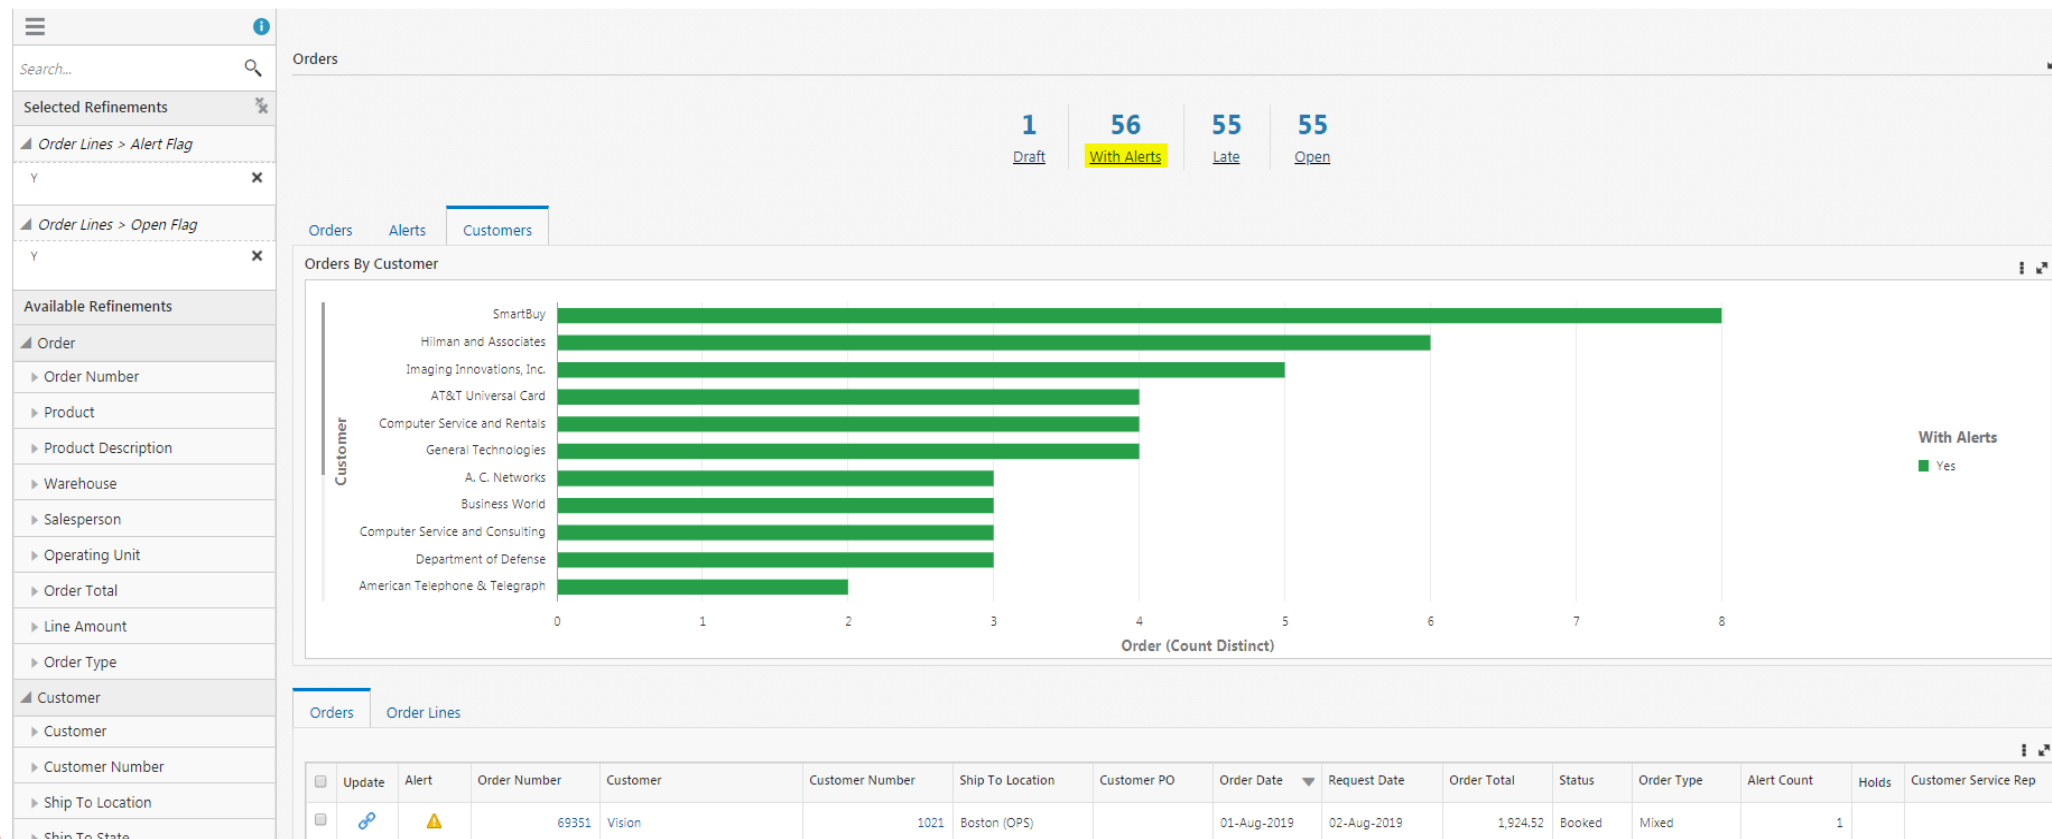 Search...
Selected Refinements
Order Lines > Alert Flag
Y
Order Lines > Open Flag
Y
Available Refinements
Order
Order Number
Product
Product Description
Warehouse
Salesperson
Operating Unit
Order Total
Line Amount
Order Type
Customer
Customer
Customer Number
Ship To Location
Ship To State
Orders
1 56 55 55
Draft With Alerts Late Open
Orders Alerts Customers
Orders By Customer
Customer
SmartBuy
Hilman and Associates
Imaging Innovations, Inc.
AT&T Universal Card
Computer Service and Rentals
General Technologies
A. C. Networks
Business World
Computer Service and Consulting
Department of Defense
American Telephone & Telegraph
0 1 2 3 4 5 6 7 8
Order (Count Distinct)
With Alerts
Yes
Orders Order Lines
Update Alert Order Number Customer Customer Number Ship To Location Customer PO Order Date Request Date Order Total Status Order Type Alert Count Holds Customer Service Rep
69351 Vision 1021 Boston (OPS) 01-Aug-2019 02-Aug-2019 1,924.52 Booked Mixed 1